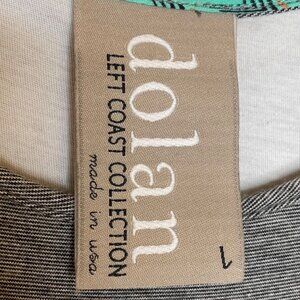 dolan
LEFT COAST COLLECTION
made in usa
L